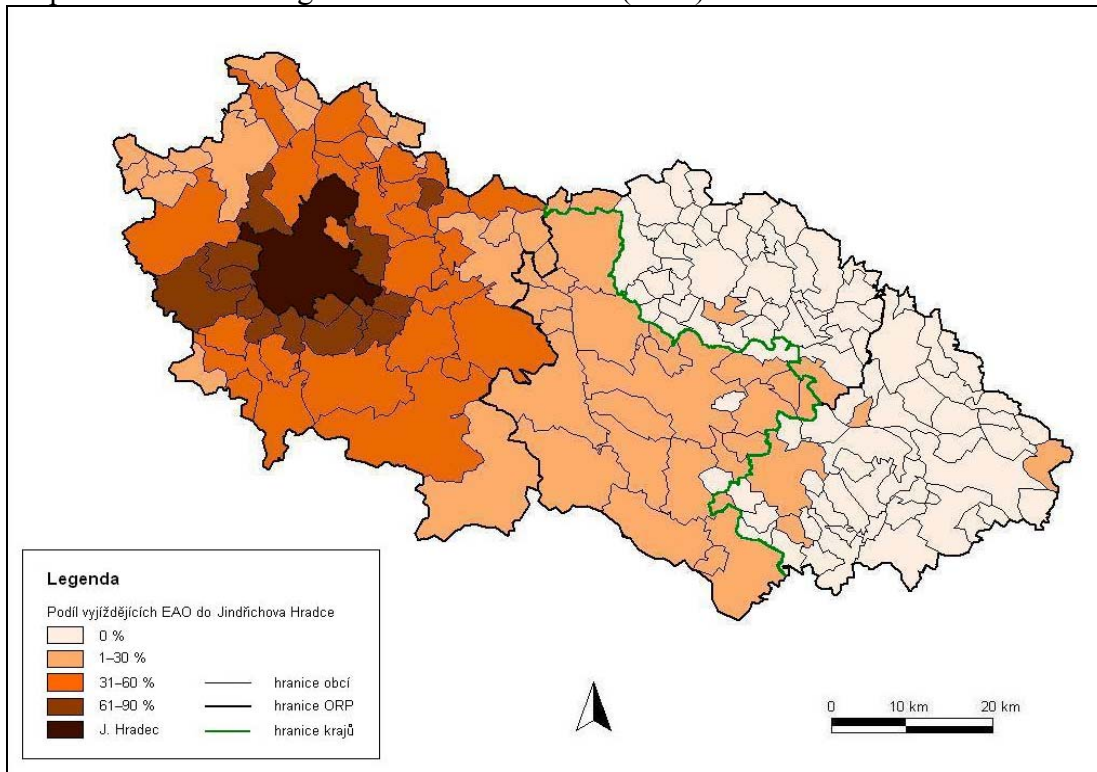 Legenda
Podíl vyjíždějících EAO do Jindřichova Hradce
0 %
1–30 %
31–60 %
61–90 %
J. Hradec
hranice obcí
hranice ORP
hranice krajů
0 10 km 20 km